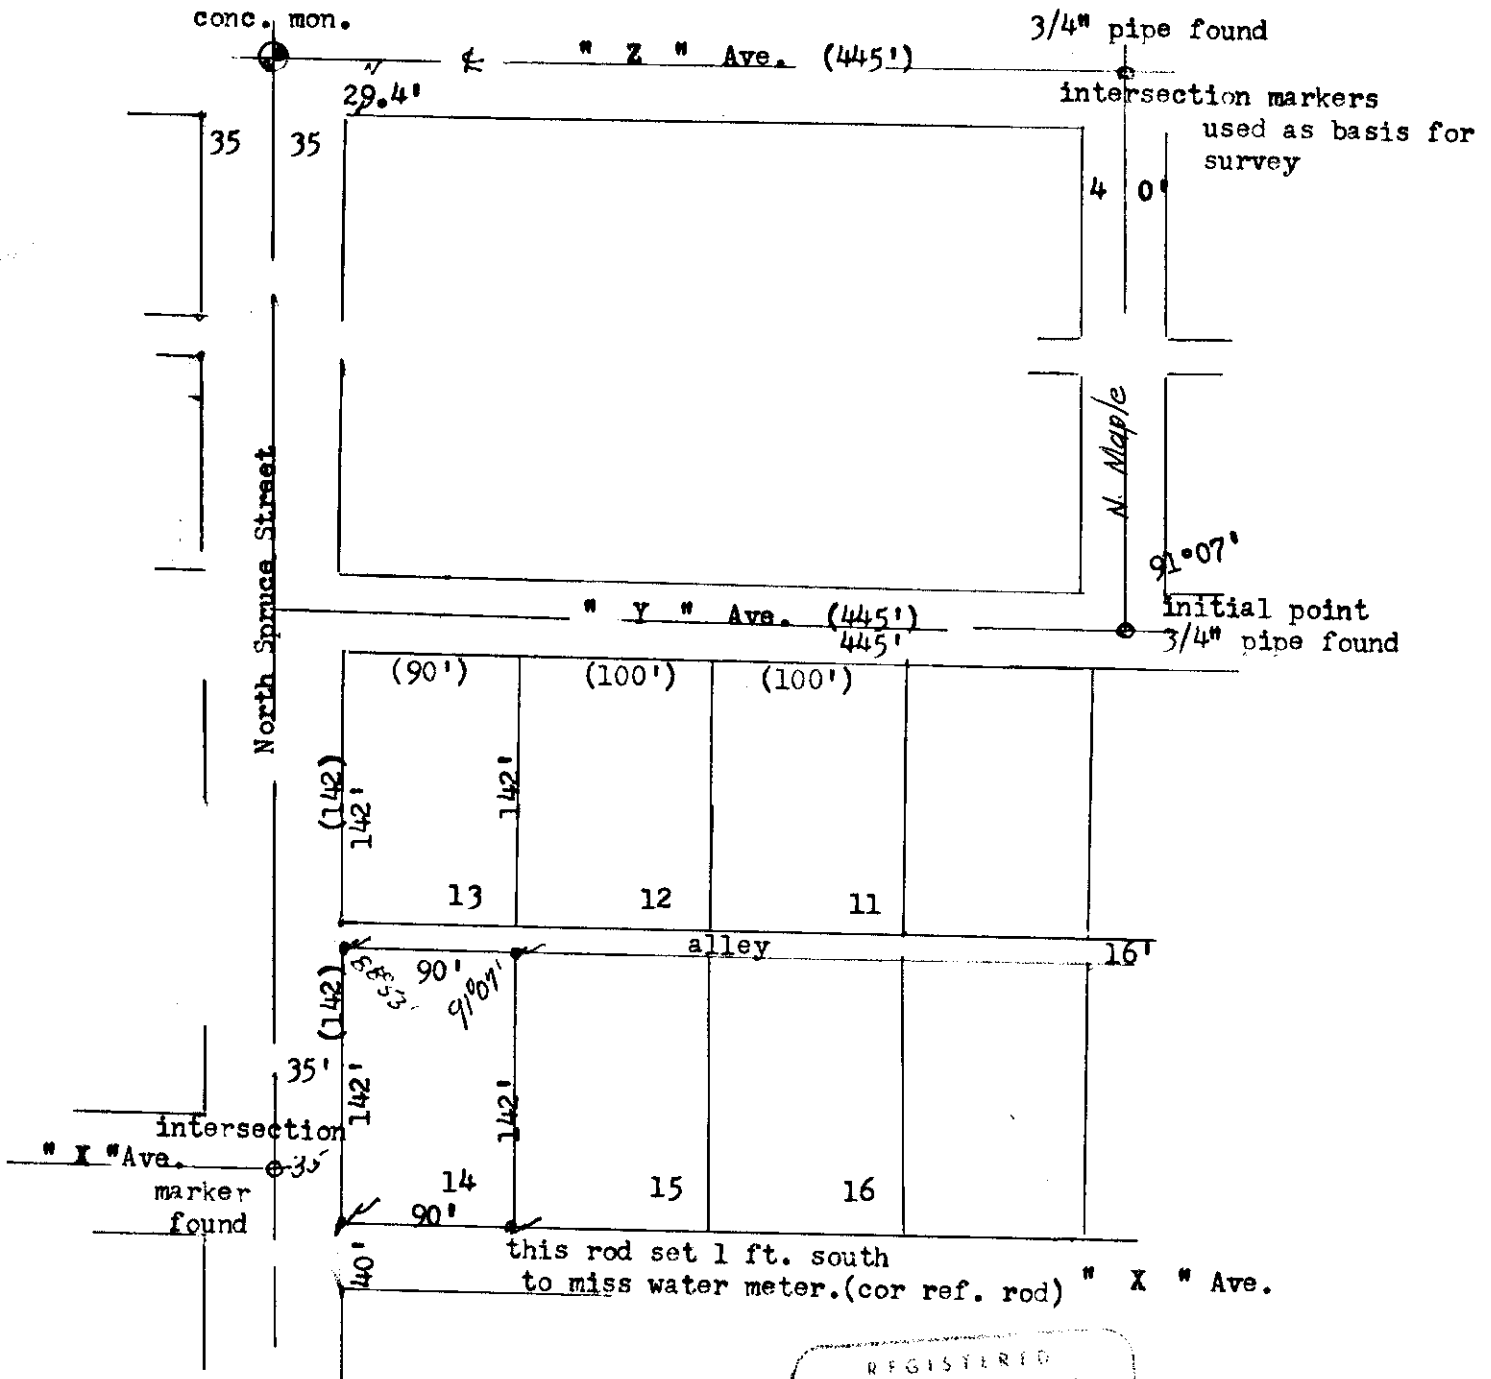 conc. mon.
3/4" pipe found
℄ " Z " Ave. (445')
29.4'
intersection markers
used as basis for
survey
35 35
4 0'
N. Maple
North Spruce Street
91°07'
" Y " Ave. (445')
445'
initial point
3/4" pipe found
(90') (100') (100')
(142)
142'
142'
13 12 11
alley
16'
90'
88°53'
91°07'
(142)
142'
142'
35'
intersection
" X " Ave.
marker
found
14 15 16
90'
40'
this rod set 1 ft. south
to miss water meter.(cor ref. rod)
" X " Ave.
REGISTERED